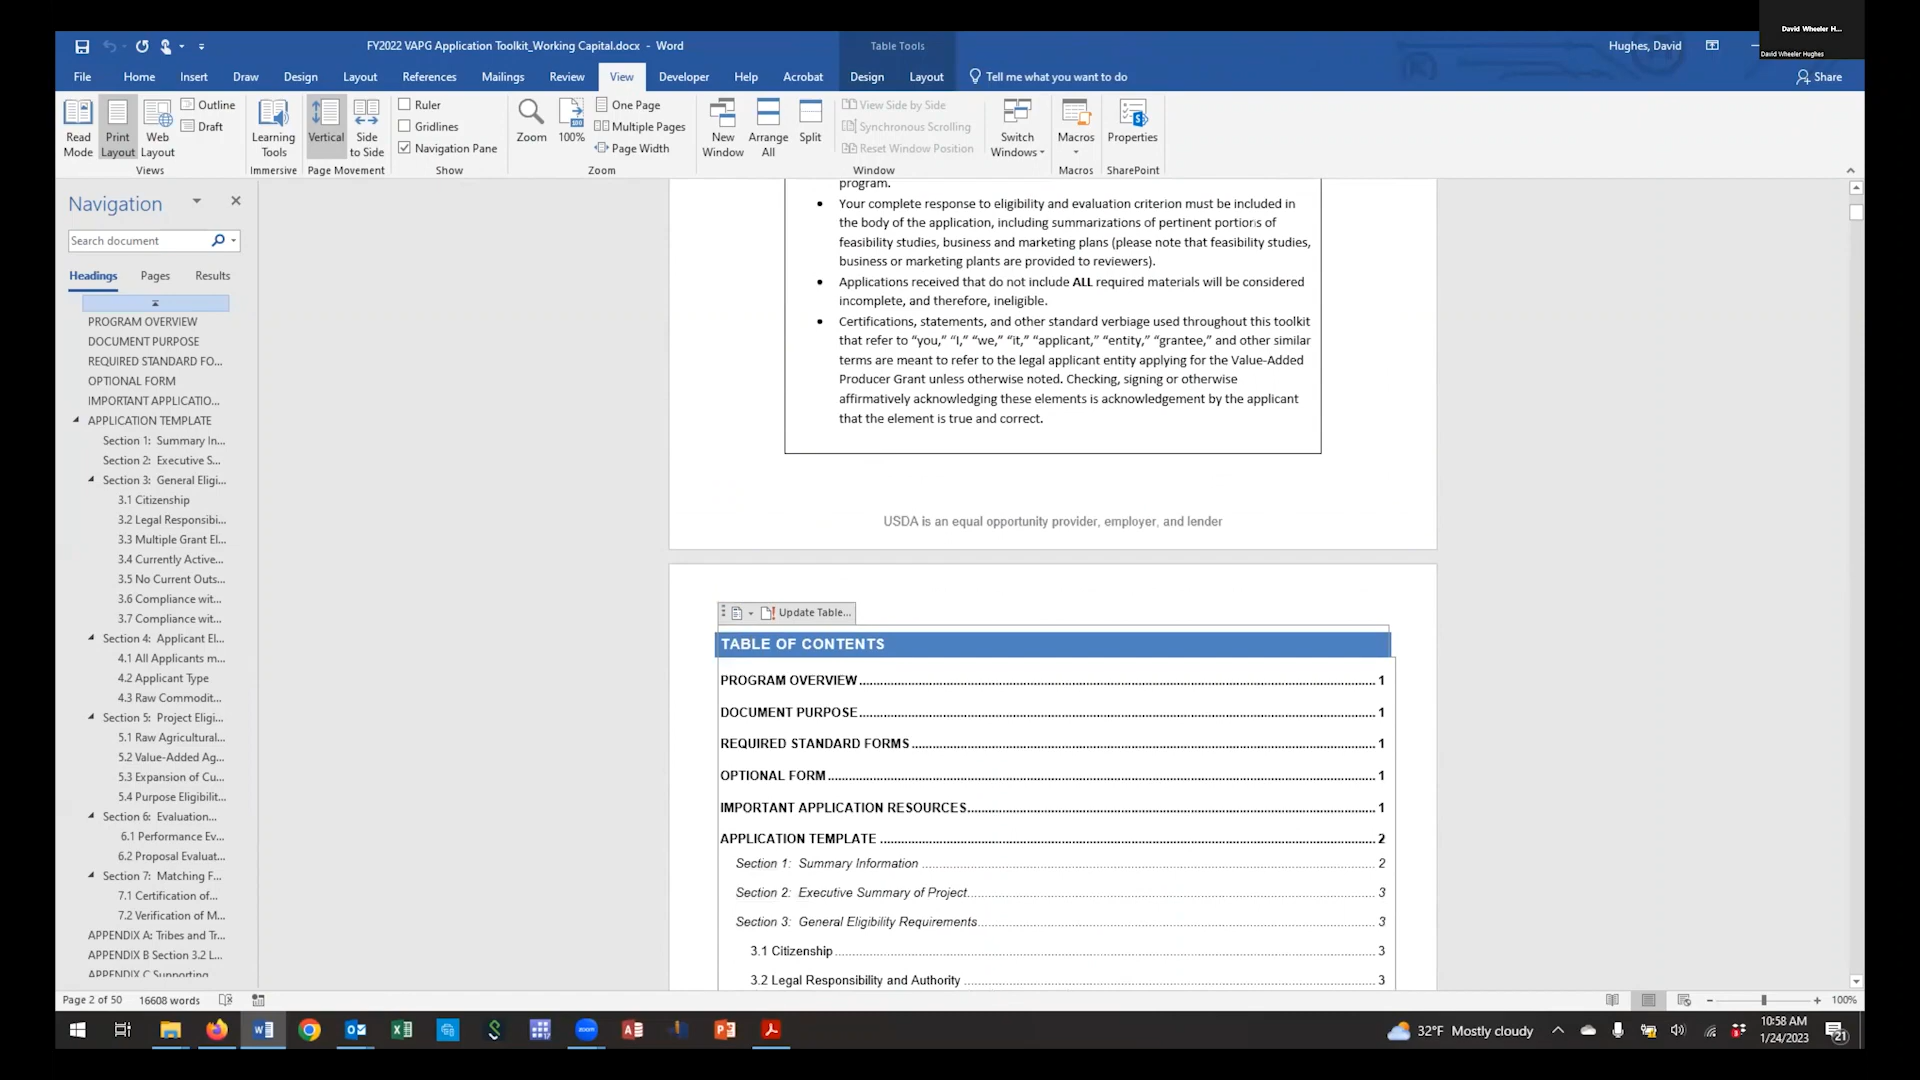 David Wheeler H...
David Wheeler Hughes
FY2022 VAPG Application Toolkit_Working Capital.docx - Word
Table Tools
Hughes, David
File Home Insert Draw Design Layout References Mailings Review View Developer Help Acrobat Design Layout Tell me what you want to do Share
Read Mode
Print Layout
Web Layout
Outline
Draft
Views
Learning Tools
Immersive
Vertical
Side to Side
Page Movement
Ruler
Gridlines
Navigation Pane
Show
Zoom
100%
One Page
Multiple Pages
Page Width
Zoom
New Window
Arrange All
Split
View Side by Side
Synchronous Scrolling
Reset Window Position
Window
Switch Windows
Macros
Macros
Properties
SharePoint
Navigation
Search document
Headings Pages Results
PROGRAM OVERVIEW
DOCUMENT PURPOSE
REQUIRED STANDARD FO...
OPTIONAL FORM
IMPORTANT APPLICATIO...
APPLICATION TEMPLATE
Section 1: Summary In...
Section 2: Executive S...
Section 3: General Eligi...
3.1 Citizenship
3.2 Legal Responsibi...
3.3 Multiple Grant El...
3.4 Currently Active...
3.5 No Current Outs...
3.6 Compliance wit...
3.7 Compliance wit...
Section 4: Applicant El...
4.1 All Applicants m...
4.2 Applicant Type
4.3 Raw Commodit...
Section 5: Project Eligi...
5.1 Raw Agricultural...
5.2 Value-Added Ag...
5.3 Expansion of Cu...
5.4 Purpose Eligibilit...
Section 6: Evaluation...
6.1 Performance Ev...
6.2 Proposal Evaluat...
Section 7: Matching F...
7.1 Certification of...
7.2 Verification of M...
APPENDIX A: Tribes and Tr...
APPENDIX B Section 3.2 L...
APPENDIX C Supporting
program.
• Your complete response to eligibility and evaluation criterion must be included
in the body of the application, including summarizations of pertinent portions of
feasibility studies, business and marketing plans (please note that feasibility studies,
business or marketing plants are provided to reviewers).
• Applications received that do not include ALL required materials will be considered
incomplete, and therefore, ineligible.
• Certifications, statements, and other standard verbiage used throughout this toolkit
that refer to “you,” “I,” “we,” “it,” “applicant,” “entity,” “grantee,” and other similar
terms are meant to refer to the legal applicant entity applying for the Value-Added
Producer Grant unless otherwise noted. Checking, signing or otherwise
affirmatively acknowledging these elements is acknowledgement by the applicant
that the element is true and correct.
USDA is an equal opportunity provider, employer, and lender
Update Table...
TABLE OF CONTENTS
PROGRAM OVERVIEW 1
DOCUMENT PURPOSE 1
REQUIRED STANDARD FORMS 1
OPTIONAL FORM 1
IMPORTANT APPLICATION RESOURCES 1
APPLICATION TEMPLATE 2
Section 1: Summary Information 2
Section 2: Executive Summary of Project 3
Section 3: General Eligibility Requirements 3
3.1 Citizenship 3
3.2 Legal Responsibility and Authority 3
Page 2 of 50 16608 words 100%
32°F Mostly cloudy
10:58 AM
1/24/2023
21